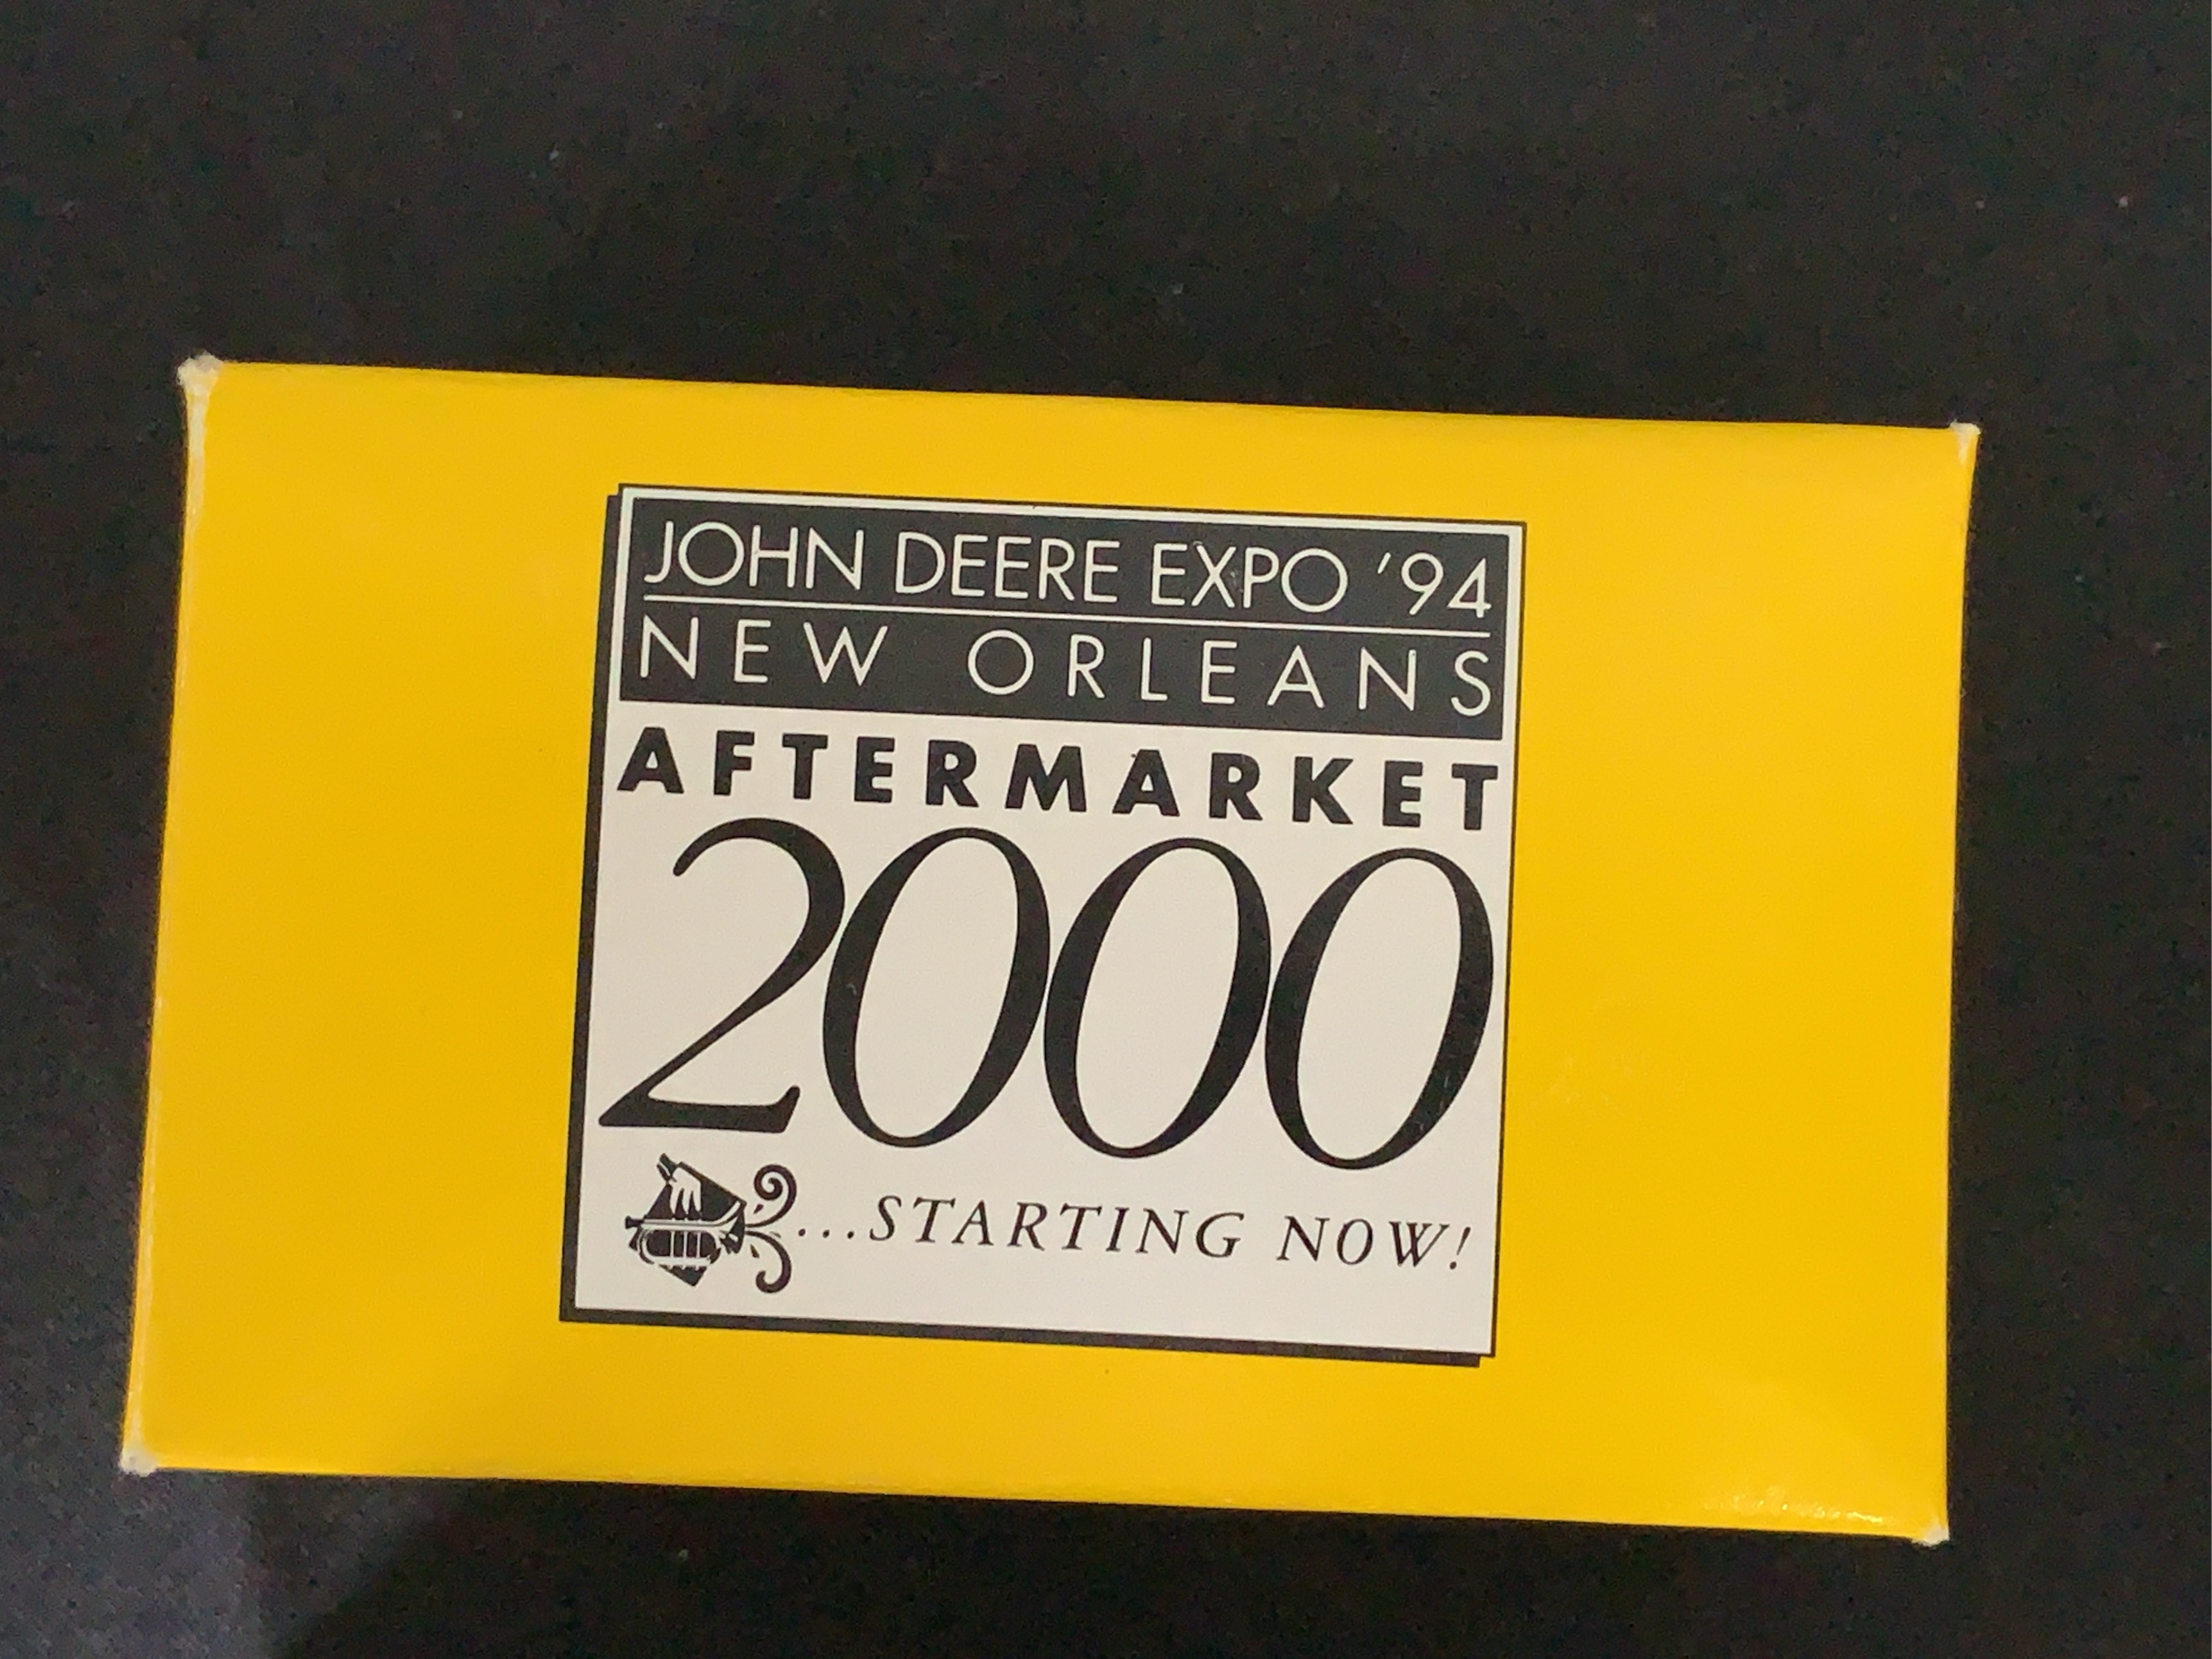 JOHN DEERE EXPO '94
NEW ORLEANS
AFTERMARKET
2000
...STARTING NOW!